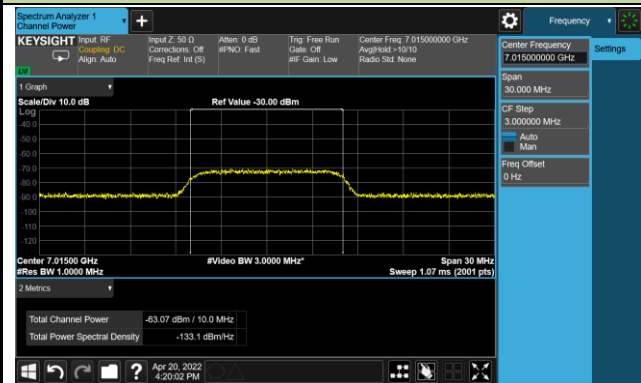 Spectrum Analyzer 1
Channel Power
Frequency
KEYSIGHT
Input: RF
Coupling: DC
Align: Auto
Input Z: 50 Ω
Corrections: Off
Freq Ref: Int (S)
Atten: 0 dB
#PNO: Fast
Trig: Free Run
Gate: Off
#IF Gain: Low
Center Freq: 7.015000000 GHz
Avg|Hold:>10/10
Radio Std: None
Center Frequency
7.015000000 GHz
Settings
Span
30.000 MHz
CF Step
3.000000 MHz
Auto
Man
Freq Offset
0 Hz
1 Graph
Scale/Div 10.0 dB
Ref Value -30.00 dBm
Log
-40.0
-50.0
-60.0
-70.0
-80.0
-90.0
-100
-110
-120
Center 7.01500 GHz
#Video BW 3.0000 MHz*
Span 30 MHz
#Res BW 1.0000 MHz
Sweep 1.07 ms (2001 pts)
2 Metrics
Total Channel Power -63.07 dBm / 10.0 MHz
Total Power Spectral Density -133.1 dBm/Hz
?
Apr 20, 2022
4:20:02 PM